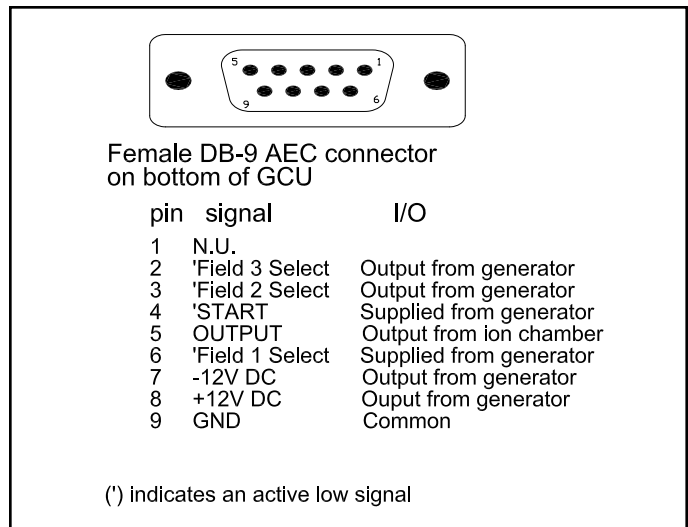 5 1
9 6
Female DB-9 AEC connector
on bottom of GCU
pin signal I/O
1 N.U.
2 'Field 3 Select Output from generator
3 'Field 2 Select Output from generator
4 'START Supplied from generator
5 OUTPUT Output from ion chamber
6 'Field 1 Select Supplied from generator
7 -12V DC Output from generator
8 +12V DC Ouput from generator
9 GND Common
(') indicates an active low signal